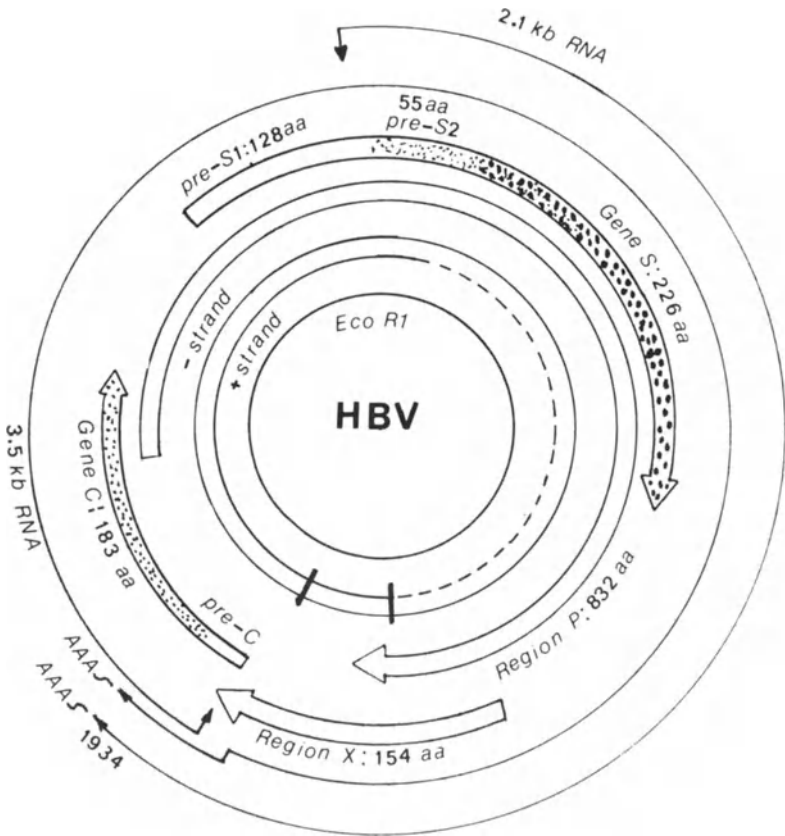 2.1 kb RNA
55aa
pre-S2
pre-S1:128aa
Gene S:226 aa
- strand
+ strand
Eco R1
HBV
3.5 kb RNA
Gene C:183 aa
pre-C
Region P:832 aa
Region X:154 aa
AAA
AAA
1934